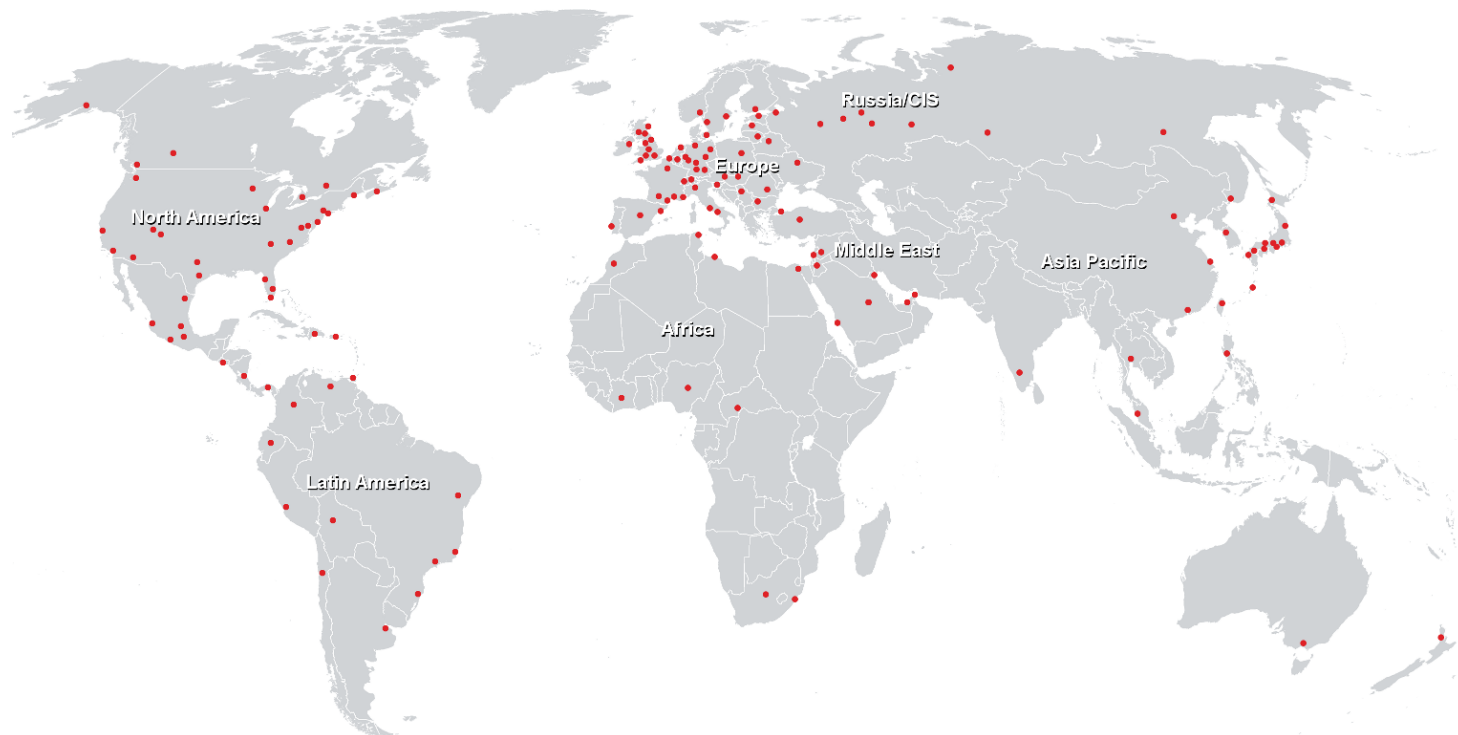 Russia/CIS
Europe
North America
Middle East
Asia Pacific
Africa
Latin America